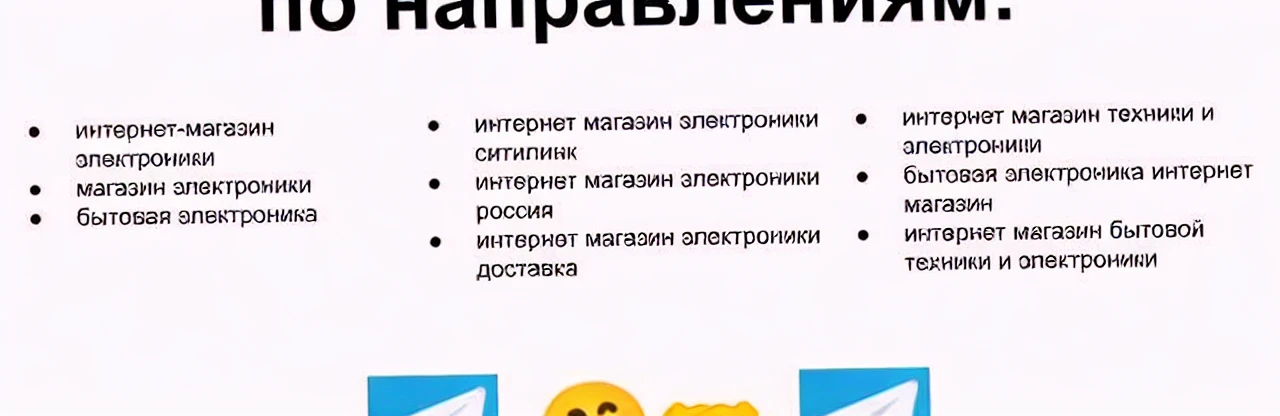 по направлениям:
интернет-магазин
электроники
магазин электроники
бытовая электроника
интернет магазин электроники
ситилинк
интернет магазин электроники
россия
интернет магазин электроники
доставка
интернет магазин техники и
электроники
бытовая электроника интернет
магазин
интернет магазин бытовой
техники и электроники